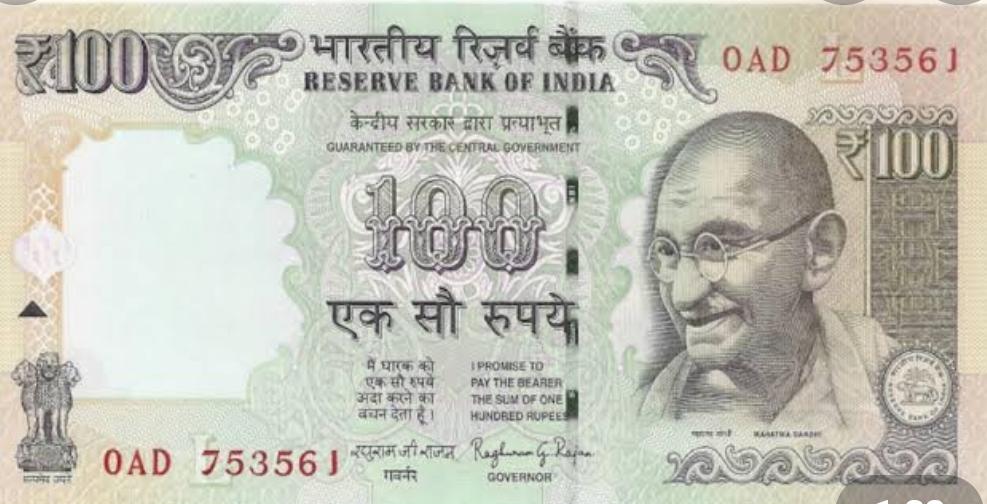 ₹100
भारतीय रिज़र्व बैंक
RESERVE BANK OF INDIA
0AD 753561
केन्द्रीय सरकार द्वारा प्रत्याभूत
GUARANTEED BY THE CENTRAL GOVERNMENT
₹100
100
एक सौ रुपये
मैं धारक को
एक सौ रुपये
अदा करने का
वचन देता हूँ।
I PROMISE TO
PAY THE BEARER
THE SUM OF ONE
HUNDRED RUPEES
रघुराम जी राजन
गवर्नर
Raghuram G. Rajan
GOVERNOR
महात्मा गांधी
MAHATMA GANDHI
सत्यमेव जयते
0AD 753561